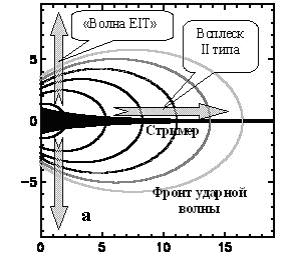 «Волна EIT»
Всплеск
II типа
5
0
Стример
-5
Фронт ударной
волны
а
0
5
10
15